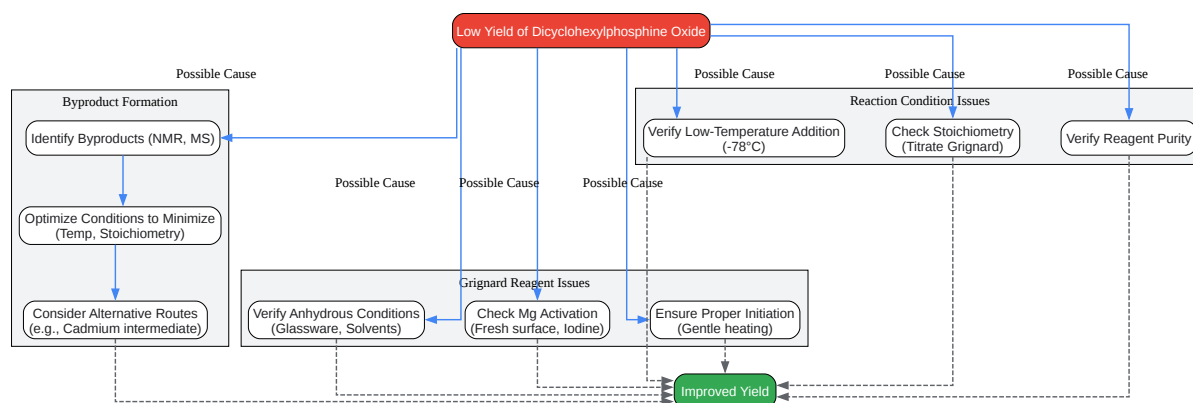 Low Yield of Dicyclohexylphosphine Oxide
Possible Cause
Possible Cause
Possible Cause
Possible Cause
Byproduct Formation
Reaction Condition Issues
Identify Byproducts (NMR, MS)
Verify Low-Temperature Addition
(-78°C)
Check Stoichiometry
(Titrate Grignard)
Verify Reagent Purity
Possible Cause
Possible Cause
Possible Cause
Optimize Conditions to Minimize
(Temp, Stoichiometry)
Grignard Reagent Issues
Consider Alternative Routes
(e.g., Cadmium intermediate)
Verify Anhydrous Conditions
(Glassware, Solvents)
Check Mg Activation
(Fresh surface, Iodine)
Ensure Proper Initiation
(Gentle heating)
Improved Yield